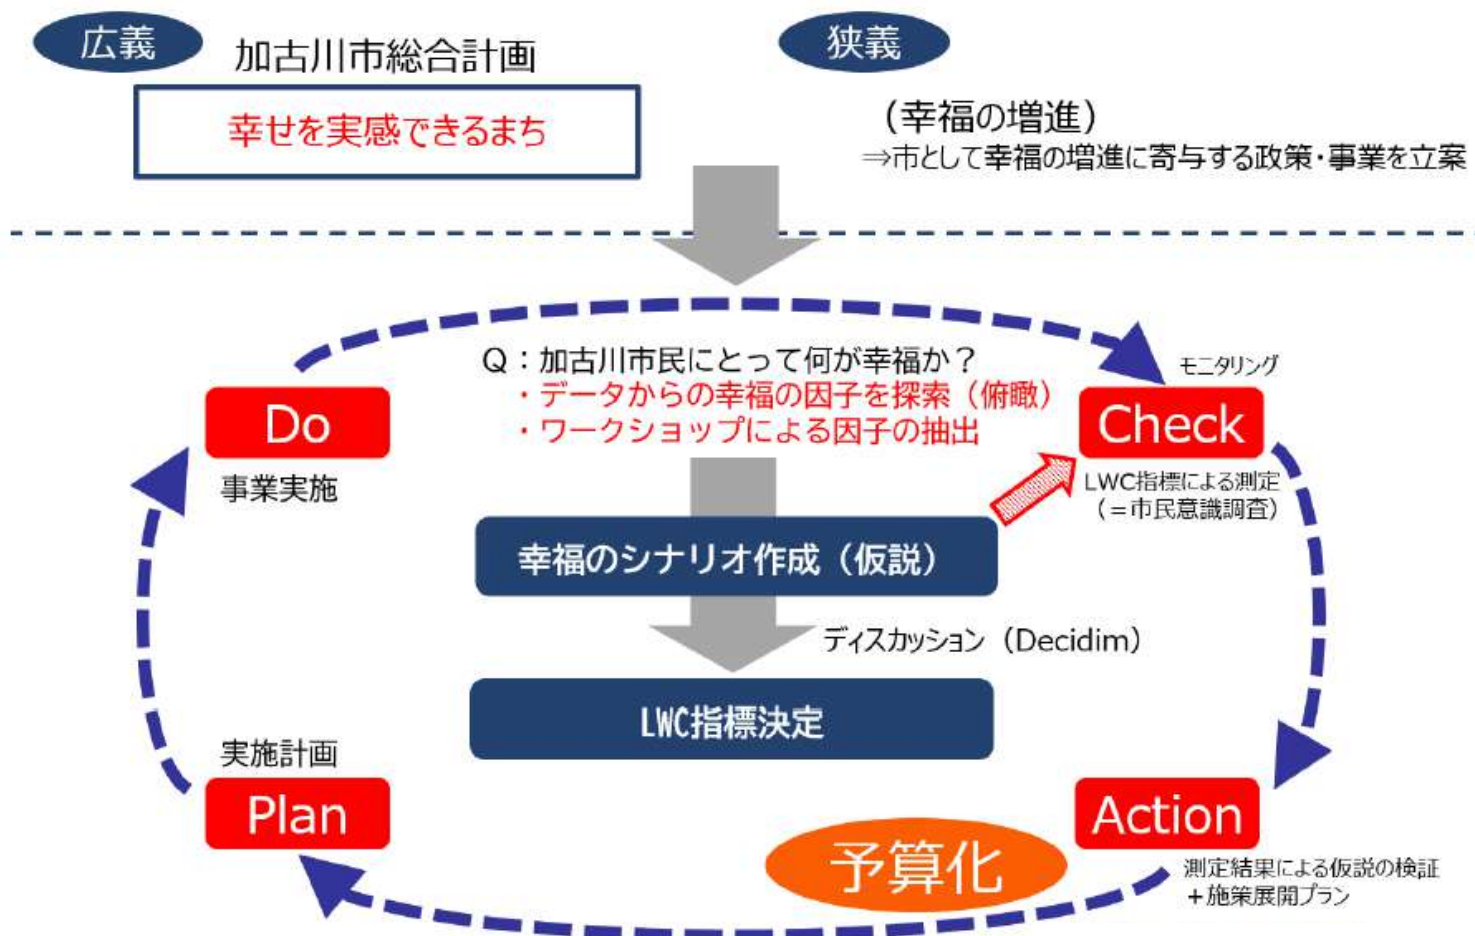 広義
加古川市総合計画
幸せを実感できるまち
狭義
(幸福の増進)
⇒市として幸福の増進に寄与する政策・事業を立案
Q：加古川市民にとって何が幸福か？
・データからの幸福の因子を探索（俯瞰）
・ワークショップによる因子の抽出
モニタリング
Check
LWC指標による測定
（＝市民意識調査）
Do
事業実施
幸福のシナリオ作成（仮説）
ディスカッション（Decidim）
LWC指標決定
実施計画
Plan
予算化
Action
測定結果による仮説の検証
＋施策展開プラン